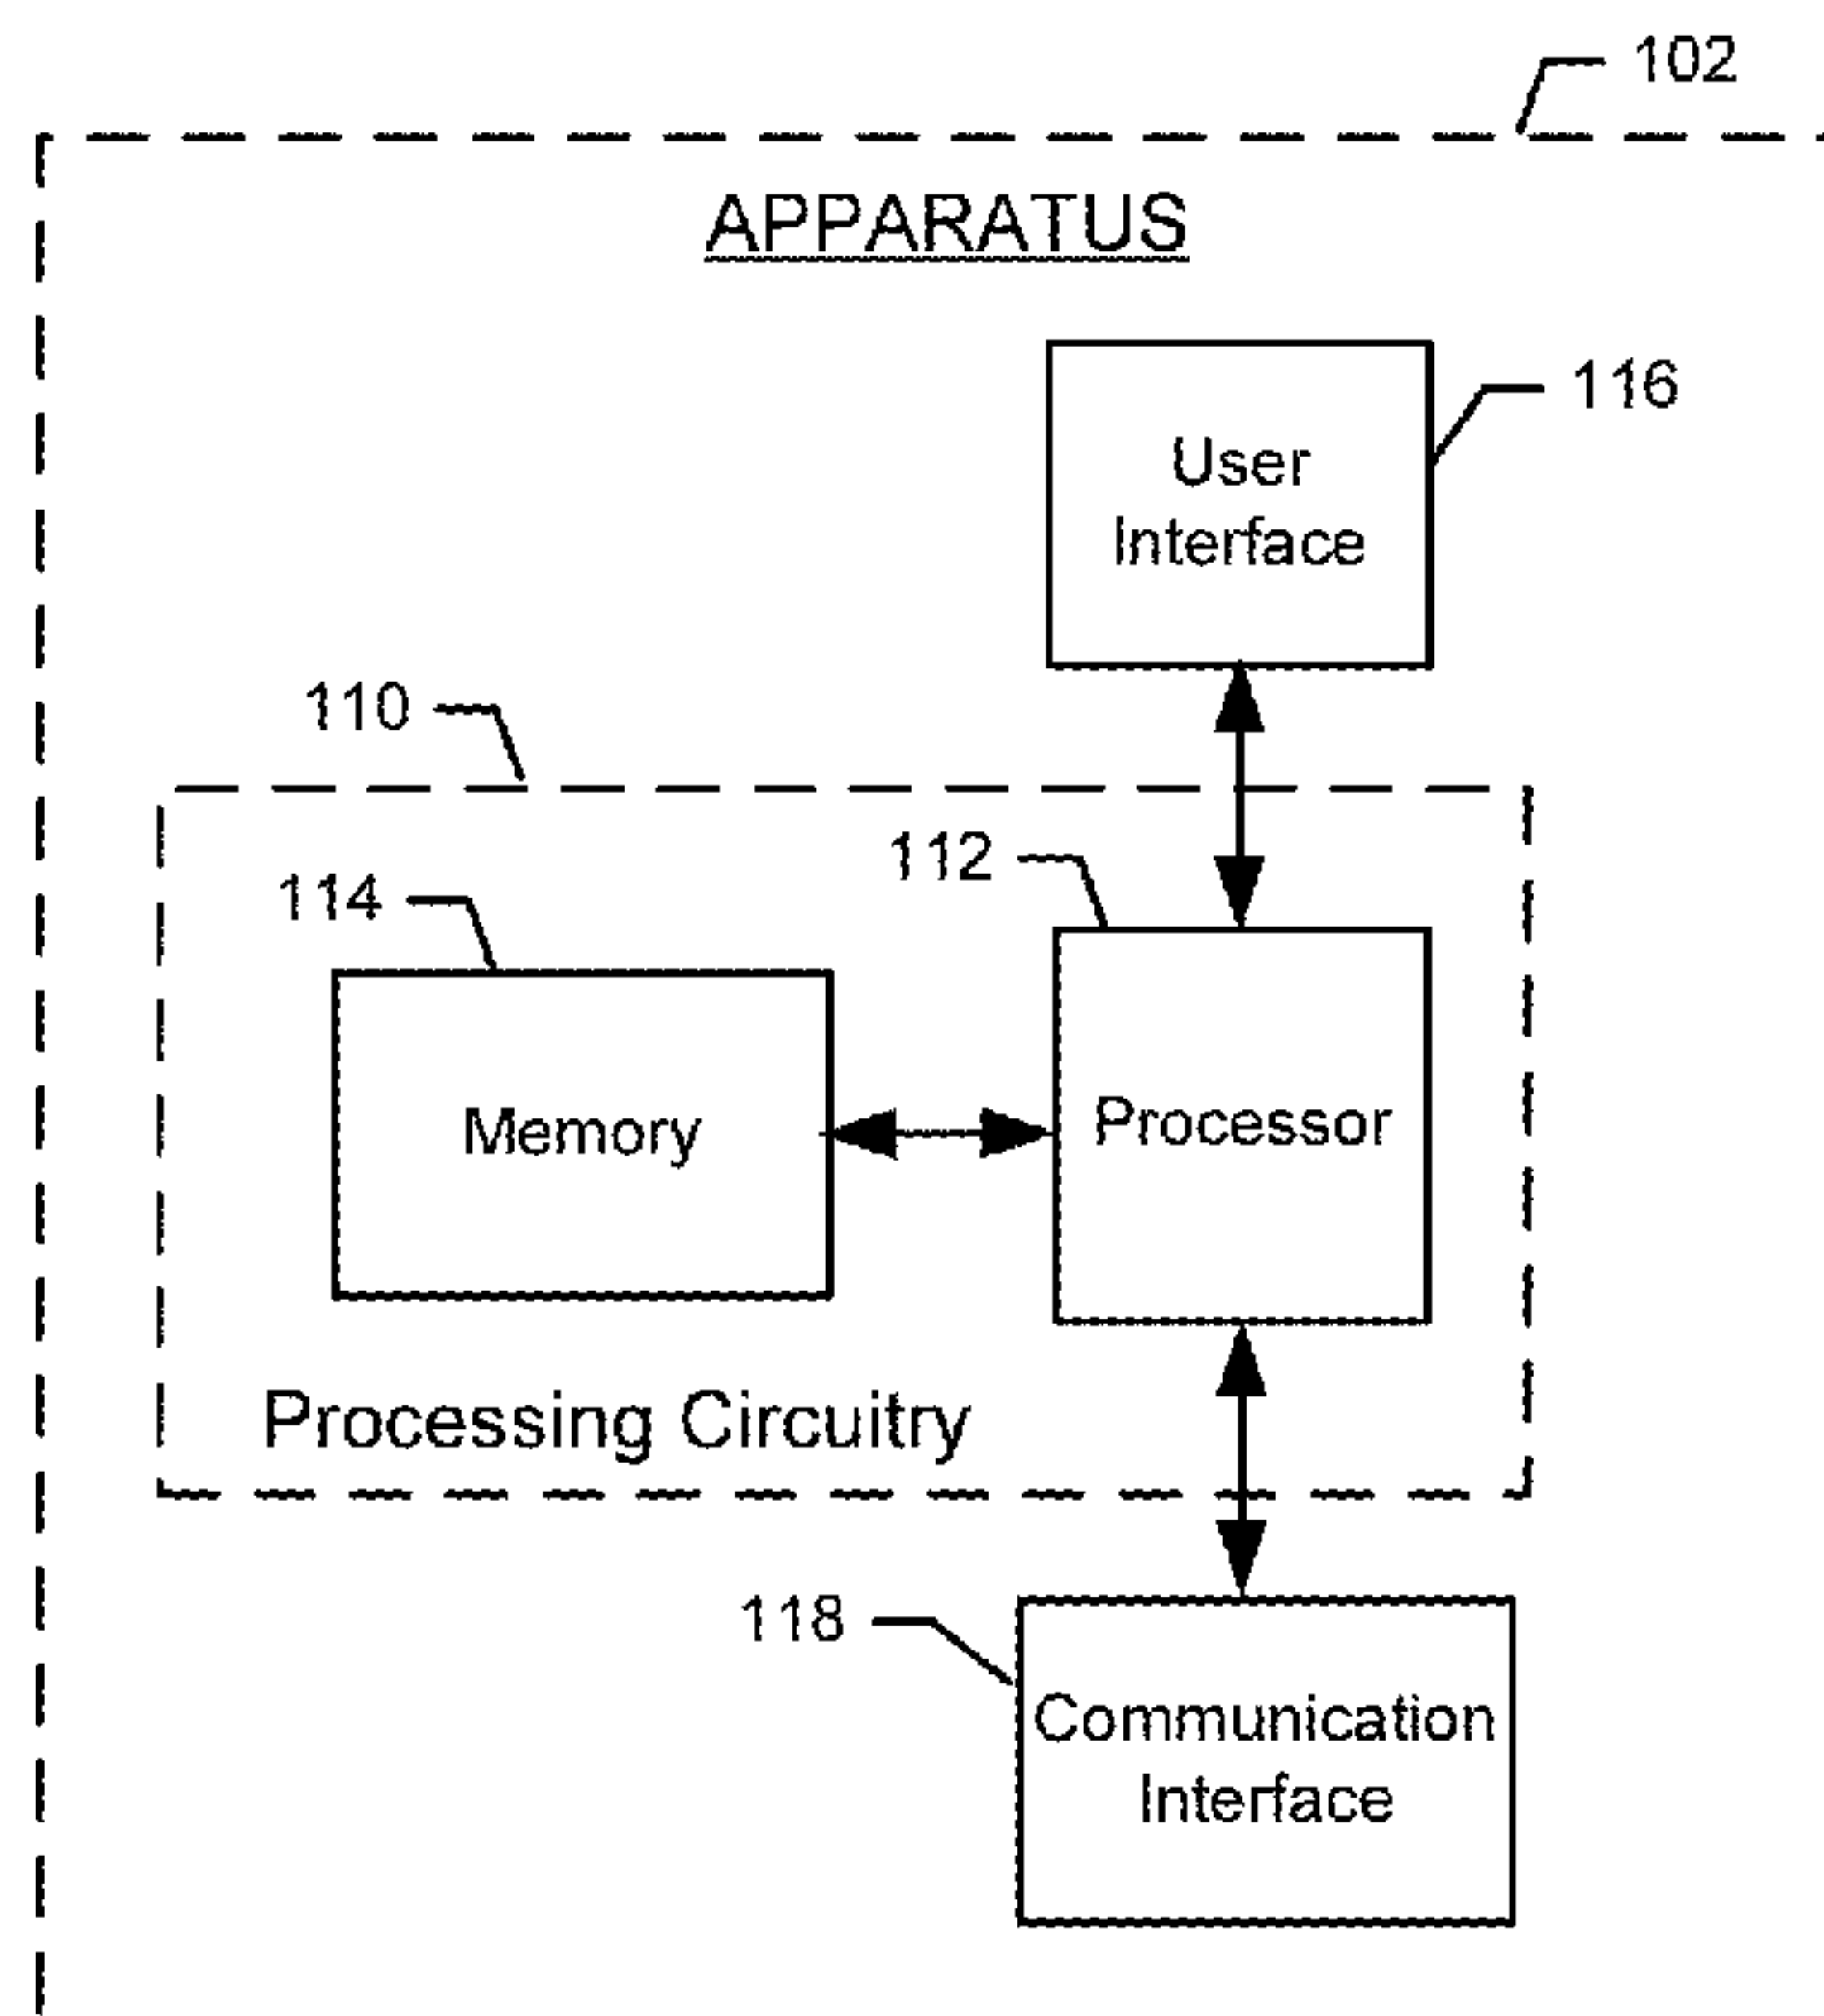 102
APPARATUS
116
User
Interface
110
112
114
Memory
Processor
Processing Circuitry
118
Communication
Interface